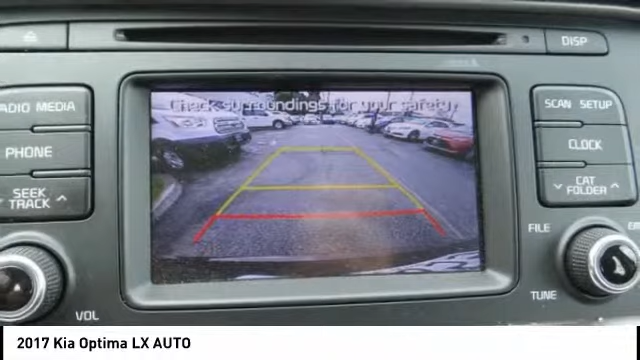 DISP
Check surroundings for your safety!
RADIO MEDIA
SCAN SETUP
PHONE
CLOCK
SEEK
TRACK
CAT
FOLDER
FILE
TUNE
VOL
2017 Kia Optima LX AUTO